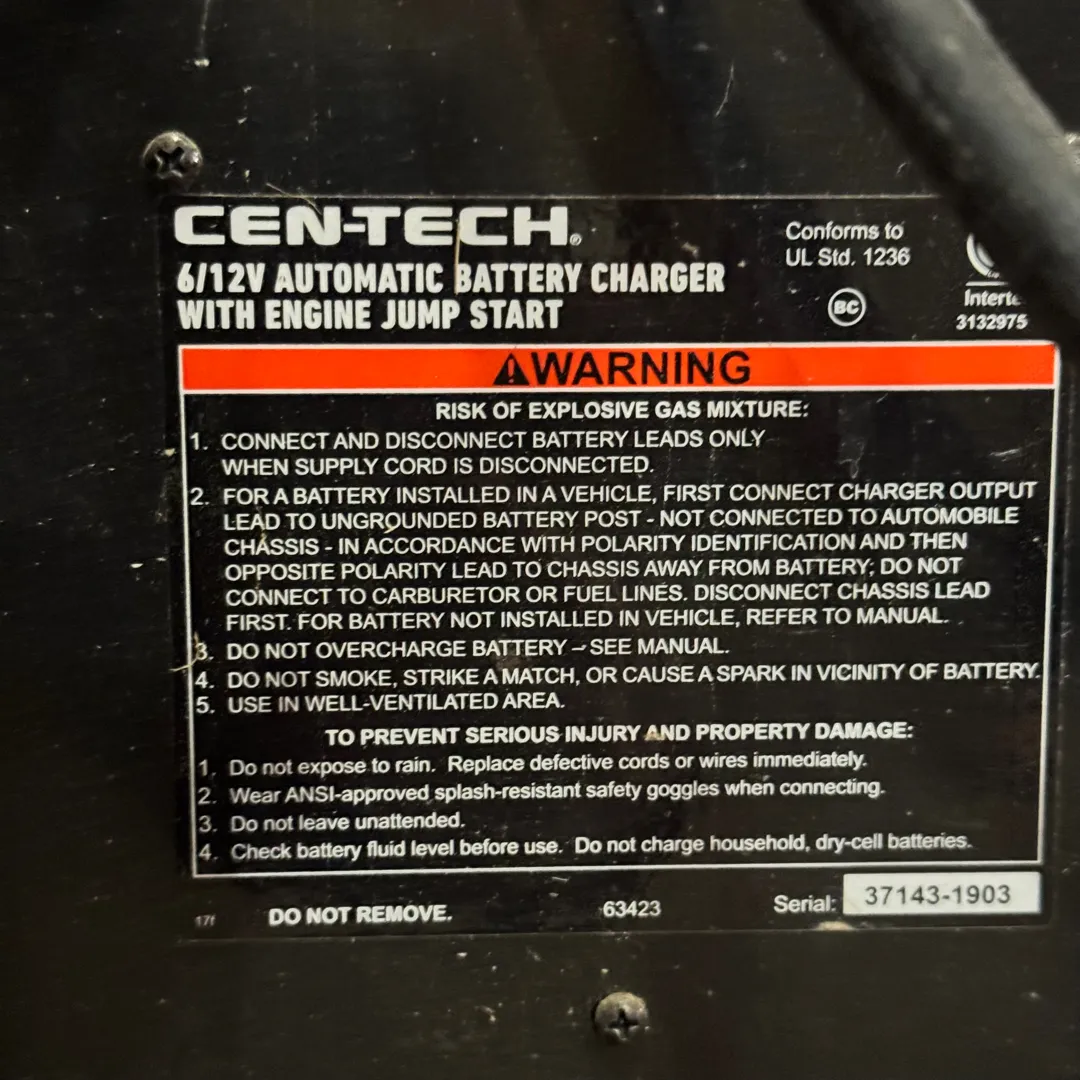 CEN-TECH®
6/12V AUTOMATIC BATTERY CHARGER
WITH ENGINE JUMP START
Conforms to
UL Std. 1236
BC
3132975
⚠WARNING
RISK OF EXPLOSIVE GAS MIXTURE:
1. CONNECT AND DISCONNECT BATTERY LEADS ONLY
WHEN SUPPLY CORD IS DISCONNECTED.
2. FOR A BATTERY INSTALLED IN A VEHICLE, FIRST CONNECT CHARGER OUTPUT
LEAD TO UNGROUNDED BATTERY POST - NOT CONNECTED TO AUTOMOBILE
CHASSIS - IN ACCORDANCE WITH POLARITY IDENTIFICATION AND THEN
OPPOSITE POLARITY LEAD TO CHASSIS AWAY FROM BATTERY; DO NOT
CONNECT TO CARBURETOR OR FUEL LINES. DISCONNECT CHASSIS LEAD
FIRST. FOR BATTERY NOT INSTALLED IN VEHICLE, REFER TO MANUAL.
3. DO NOT OVERCHARGE BATTERY – SEE MANUAL.
4. DO NOT SMOKE, STRIKE A MATCH, OR CAUSE A SPARK IN VICINITY OF BATTERY.
5. USE IN WELL-VENTILATED AREA.
TO PREVENT SERIOUS INJURY AND PROPERTY DAMAGE:
1. Do not expose to rain. Replace defective cords or wires immediately.
2. Wear ANSI-approved splash-resistant safety goggles when connecting.
3. Do not leave unattended.
4. Check battery fluid level before use. Do not charge household, dry-cell batteries.
17f DO NOT REMOVE. 63423 Serial: 37143-1903